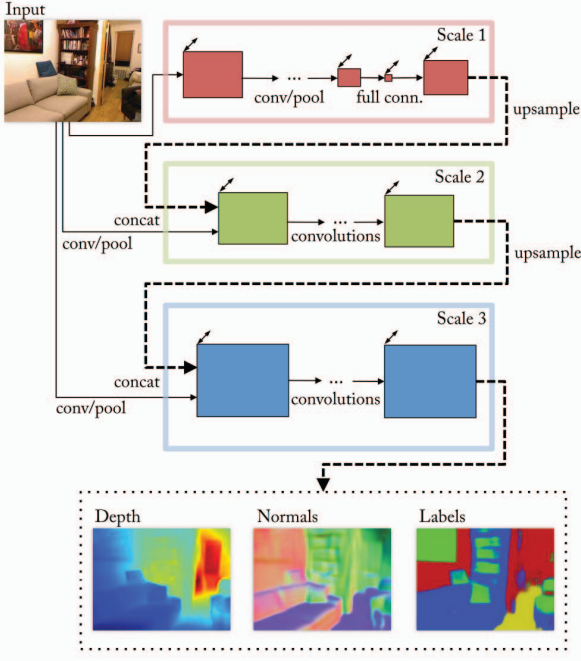 Input
Scale 1
conv/pool
full conn.
upsample
Scale 2
concat
conv/pool
convolutions
upsample
Scale 3
concat
conv/pool
convolutions
Depth
Normals
Labels